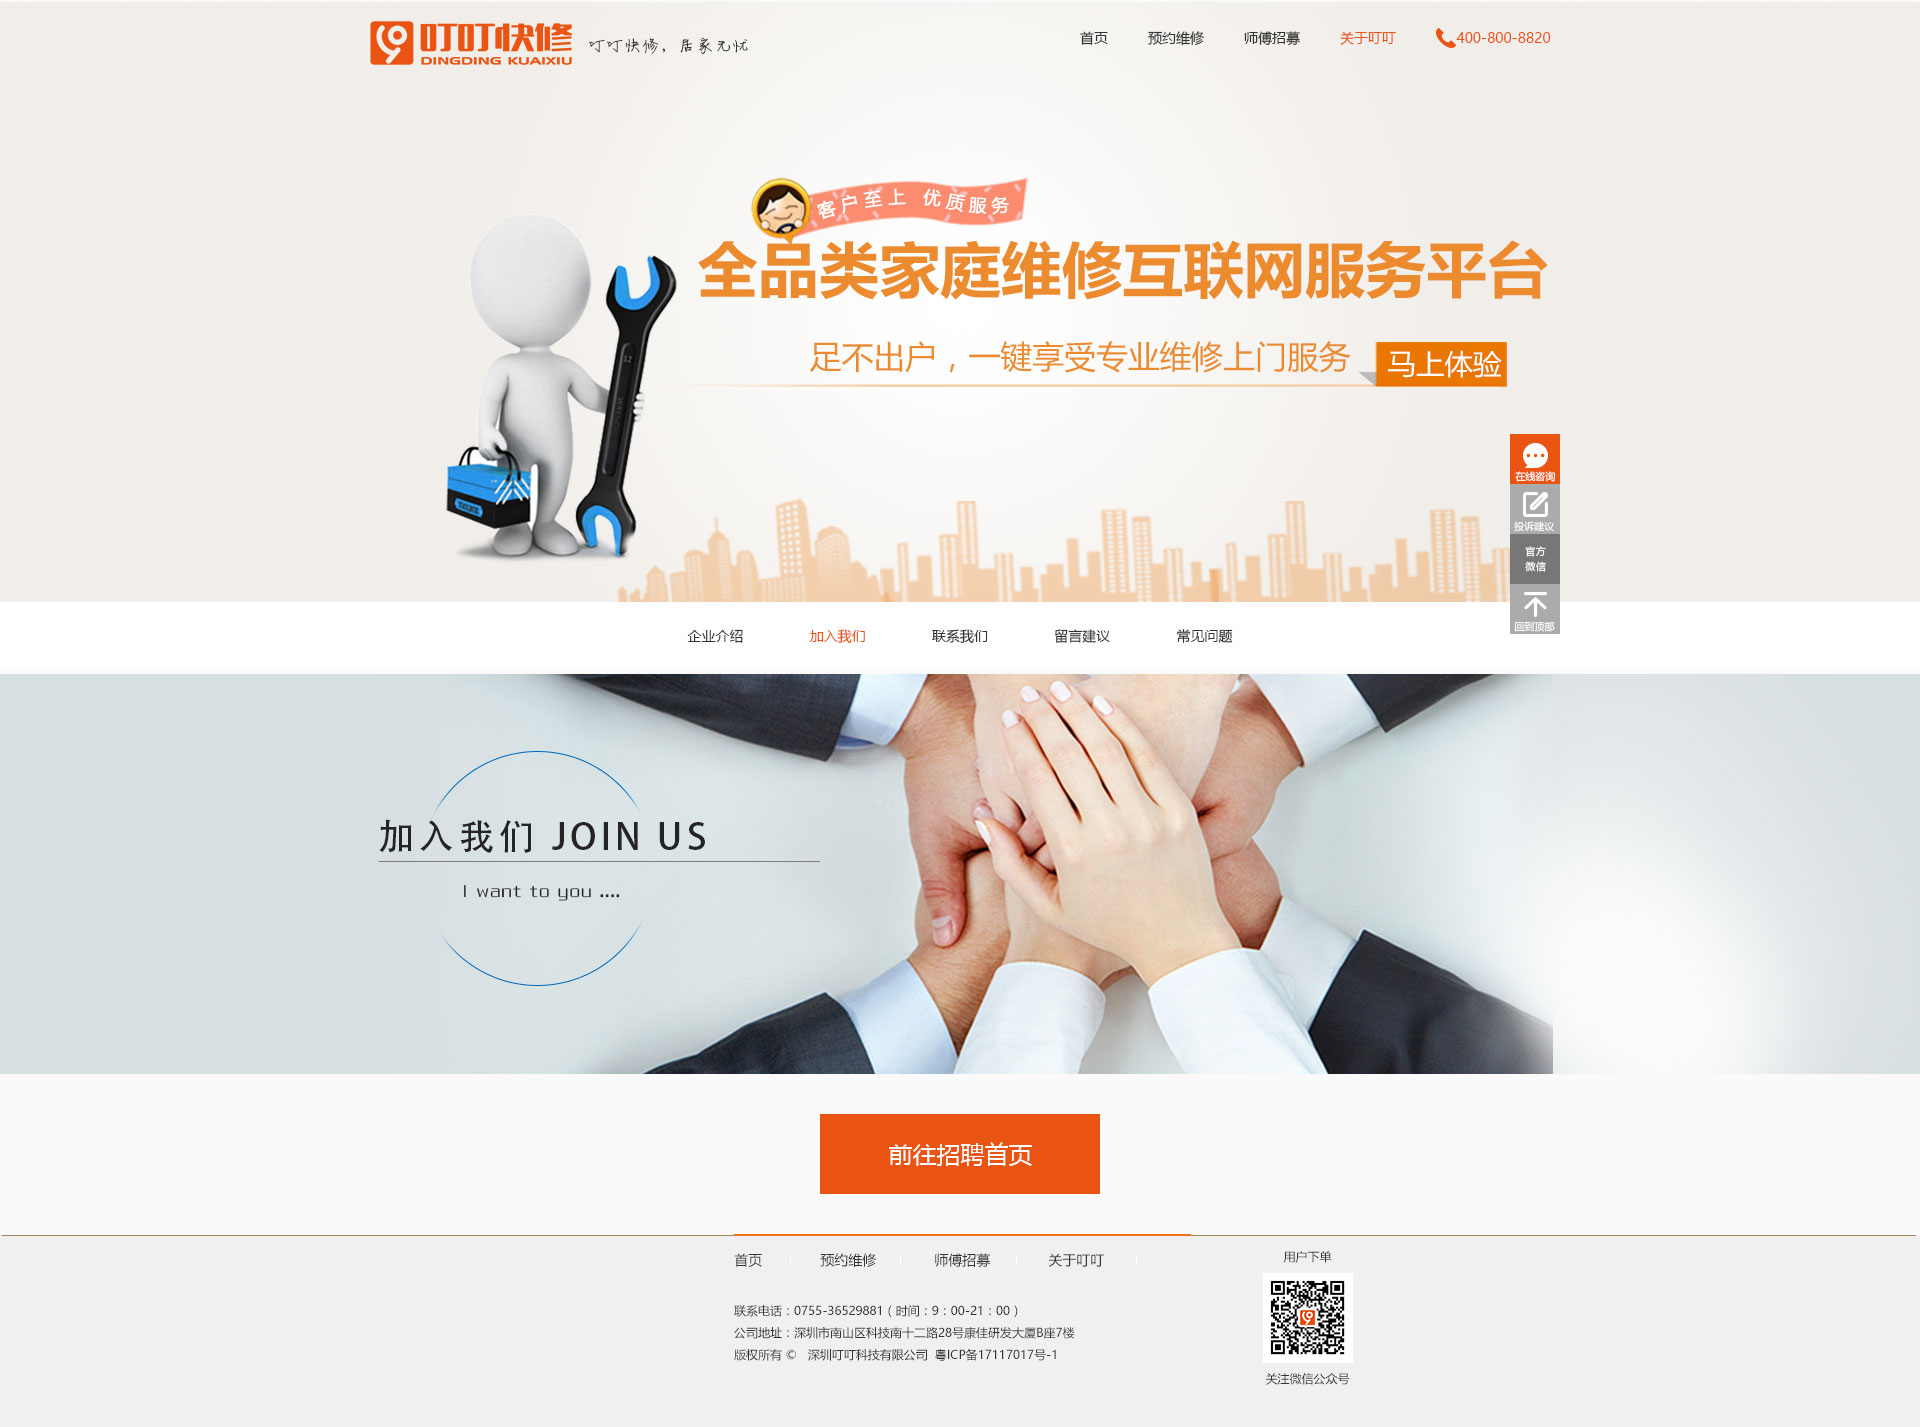 叮叮快修
DINGDING KUAIXIU
叮叮快修，居家无忧
首页 预约维修 师傅招募 关于叮叮 400-800-8820
客户至上 优质服务
全品类家庭维修互联网服务平台
足不出户，一键享受专业维修上门服务
马上体验
12
在线咨询
投诉建议
官方
微信
回到顶部
企业介绍 加入我们 联系我们 留言建议 常见问题
加入我们 JOIN US
I want to you ....
前往招聘首页
首页 预约维修 师傅招募 关于叮叮
用户下单
联系电话：0755-36529881（时间：9：00-21：00）
公司地址：深圳市南山区科技南十二路28号康佳研发大厦B座7楼
版权所有 © 深圳叮叮科技有限公司 粤ICP备17117017号-1
关注微信公众号